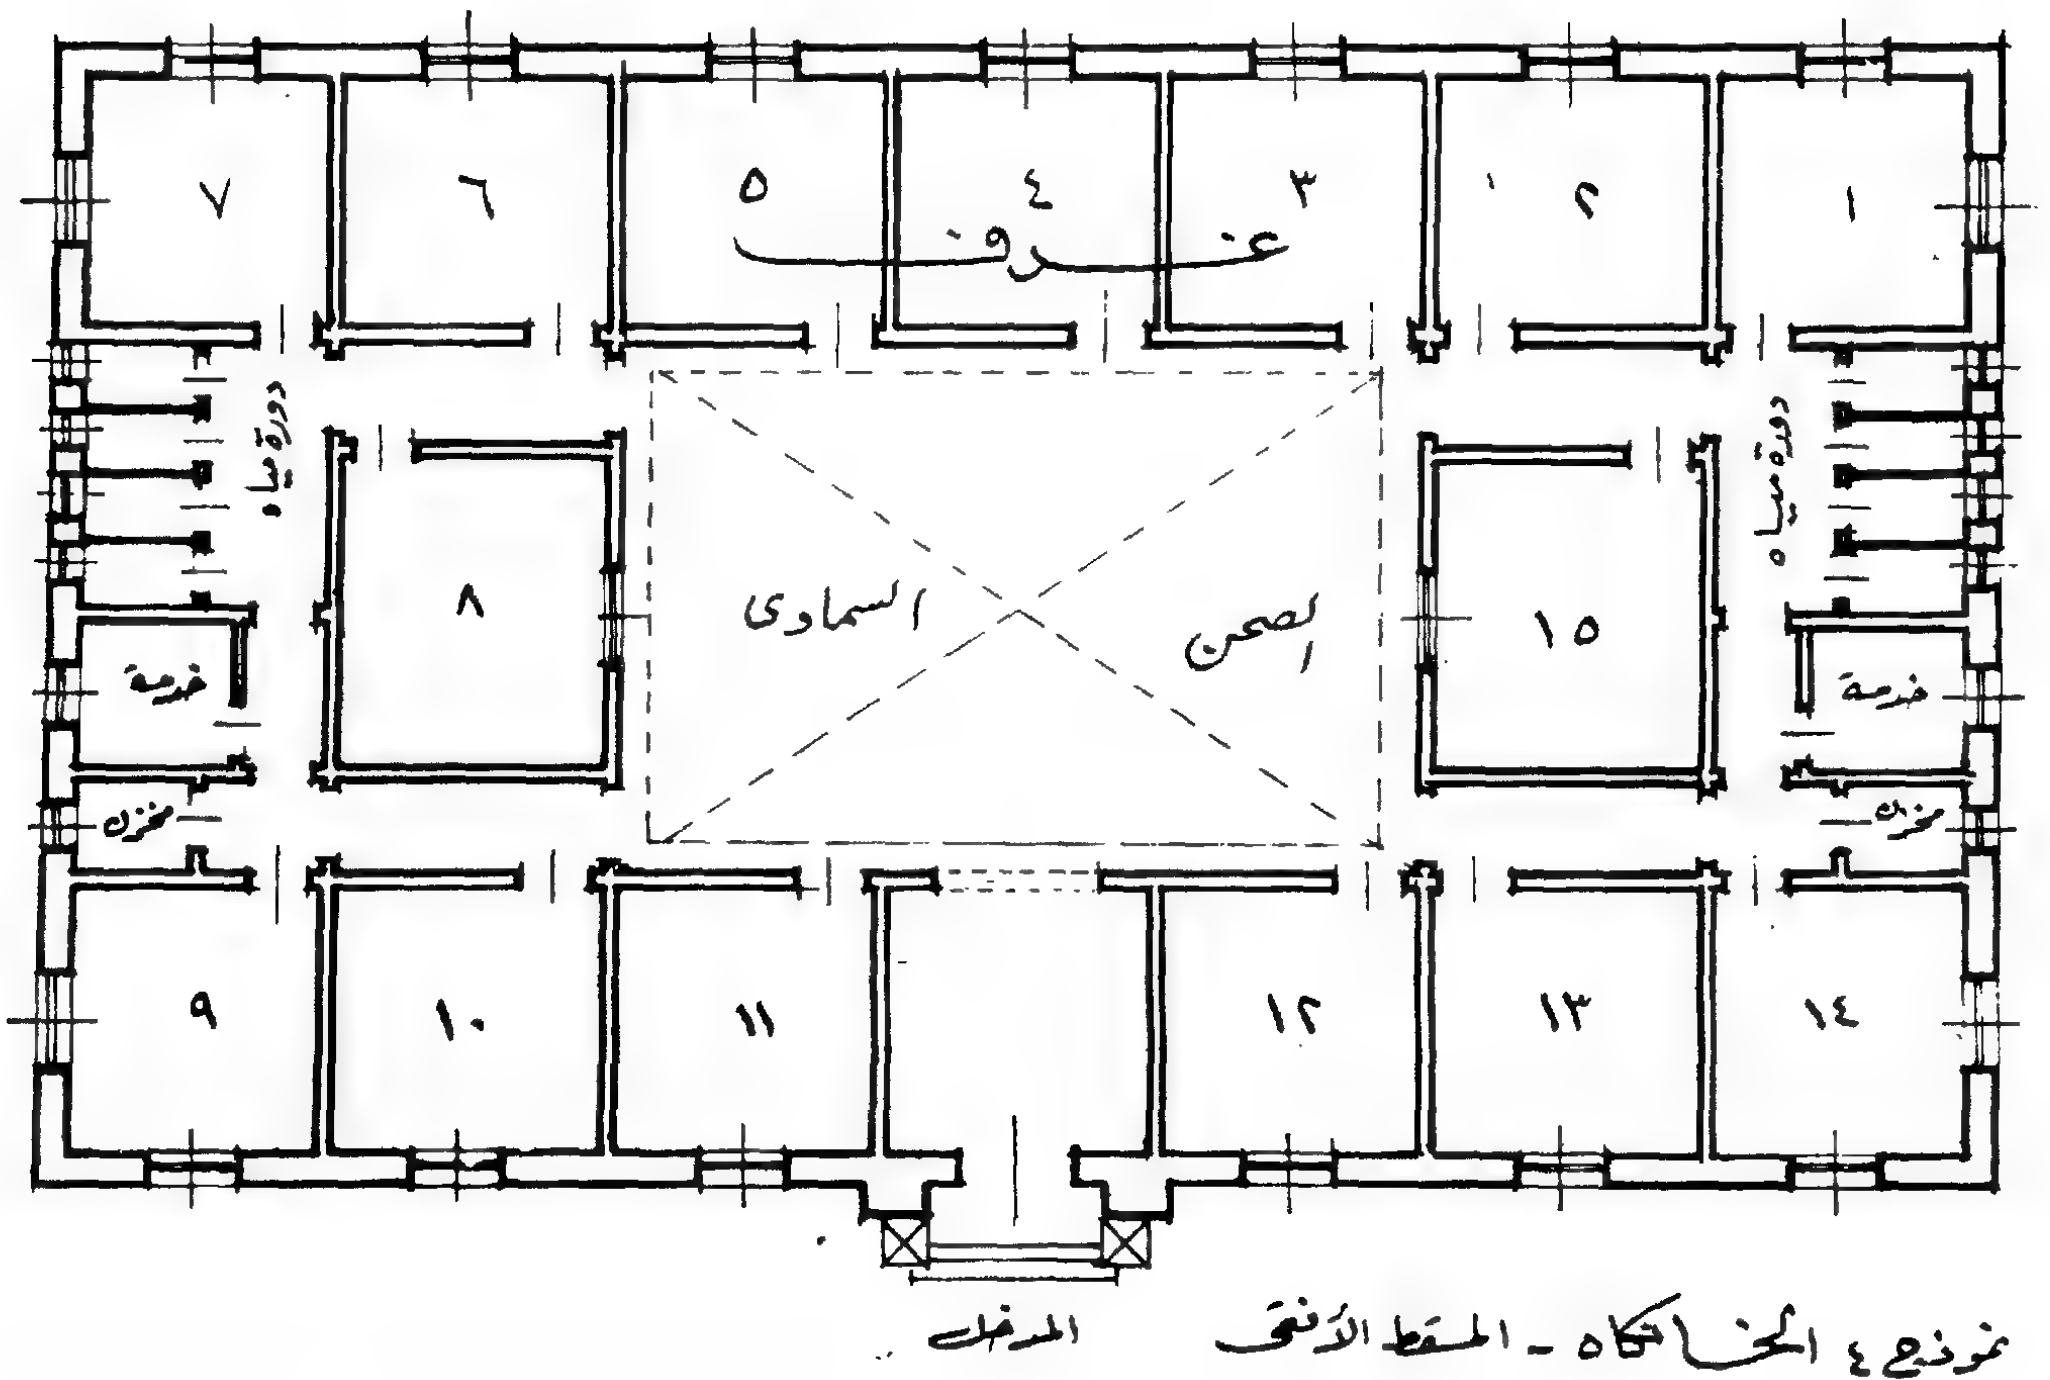 ١ ٢ ٣ ٤ ٥ ٦ ٧
غرف
دورة مياه
دورة مياه
٨
١٥
الصحن السماوى
خدمة
خدمة
مخزن
مخزن
٩ ١٠ ١١ ١٢ ١٣ ١٤
المدخل
نموذج ٤ الخانكاه - المسقط الأفقى